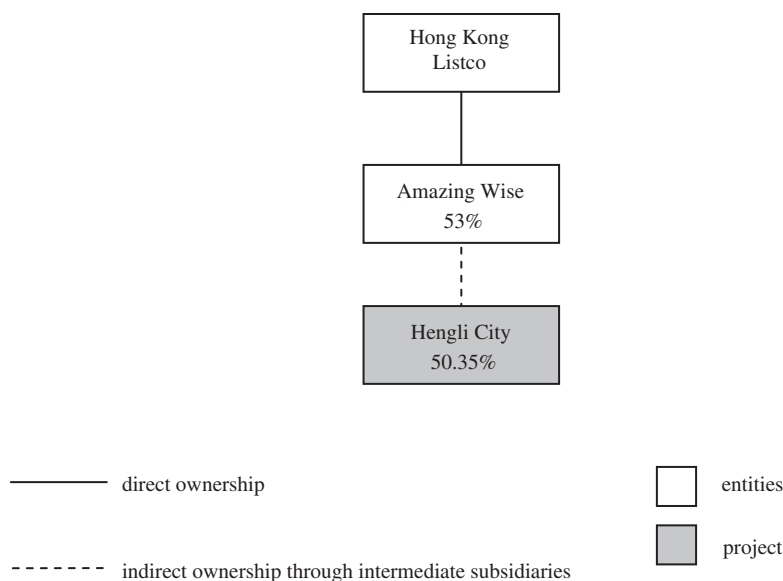 Hong Kong
Listco
Amazing Wise
53%
Hengli City
50.35%
direct ownership
entities
project
indirect ownership through intermediate subsidiaries